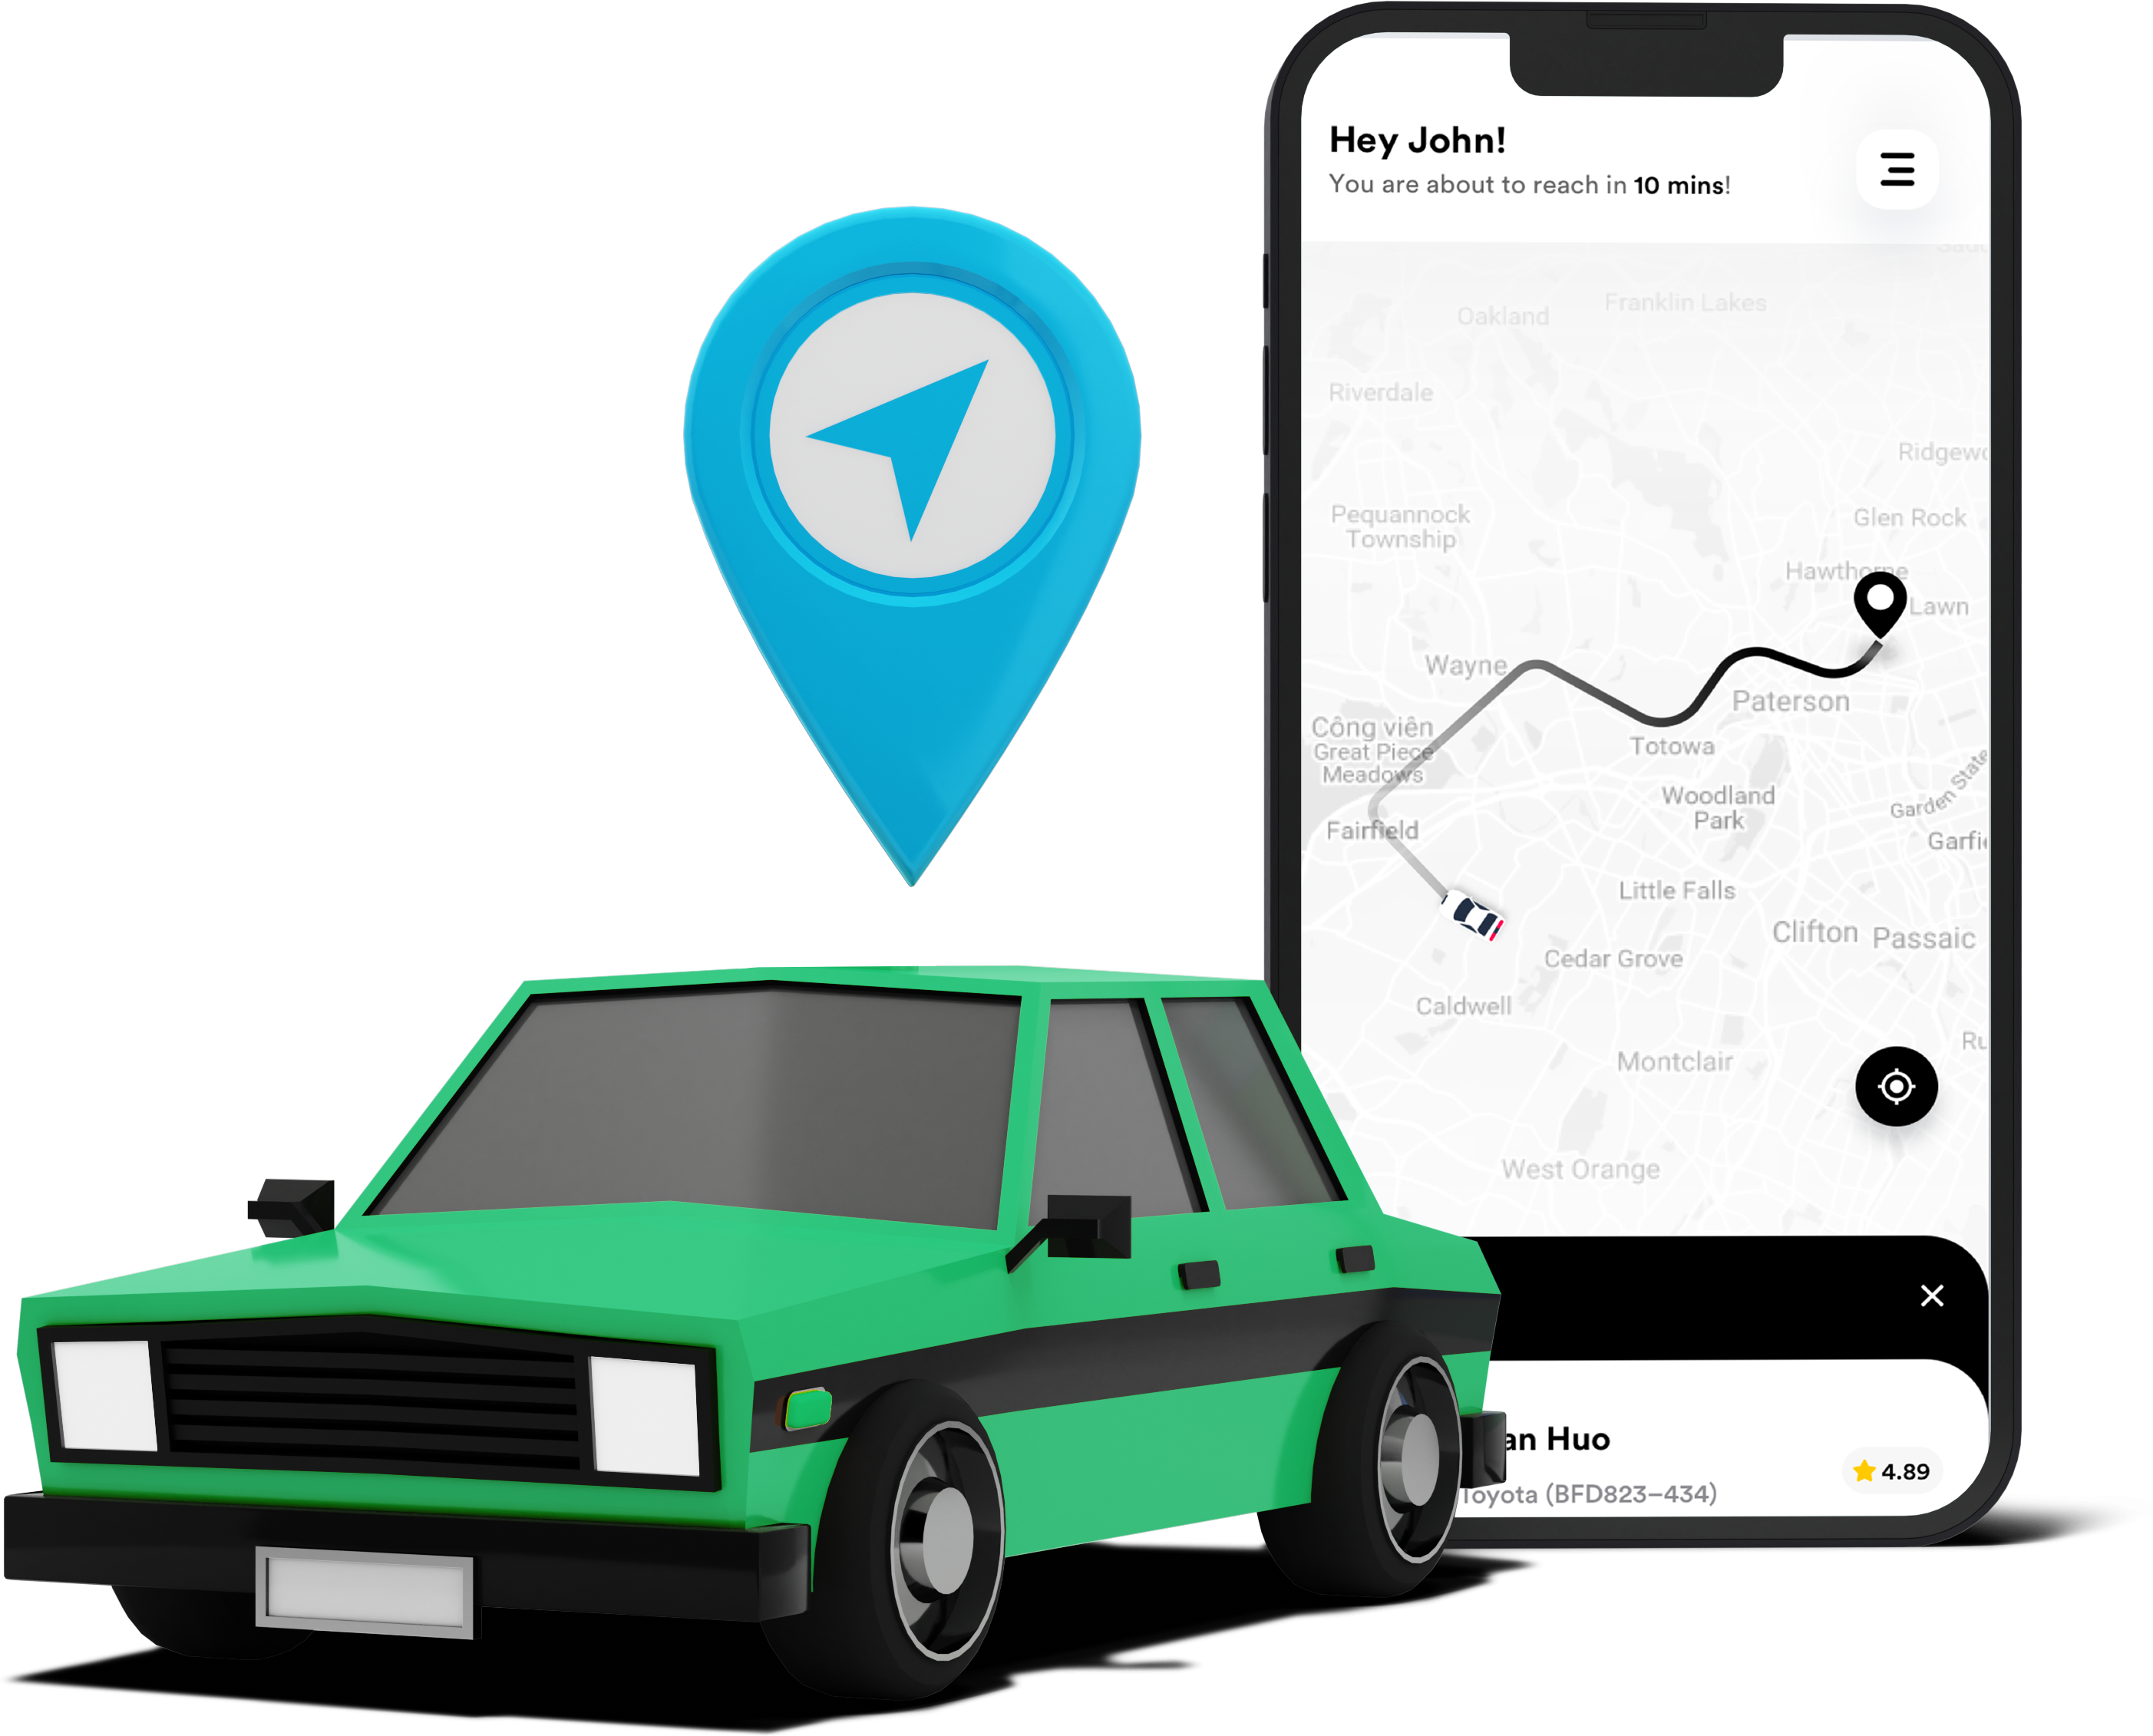 Hey John!
You are about to reach in 10 mins!
Oakland
Franklin Lakes
Riverdale
Pequannock
Township
Glen Rock
Hawthorne
Lawn
Wayne
Paterson
Công viên
Great Piece
Meadows
Totowa
Woodland
Park
Garden State
Fairfield
Little Falls
Clifton
Passaic
Cedar Grove
Caldwell
Montclair
West Orange
Huo
4.89
Toyota (BFD823–434)